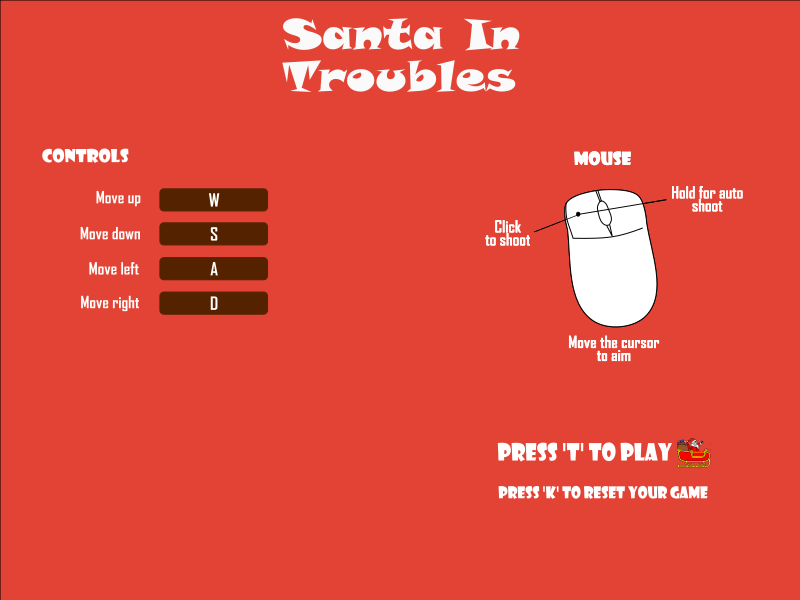 Santa In
Troubles
CONTROLS
Move up W
Move down S
Move left A
Move right D
MOUSE
Hold for auto
shoot
Click
to shoot
Move the cursor
to aim
PRESS 'T' TO PLAY
PRESS 'K' TO RESET YOUR GAME